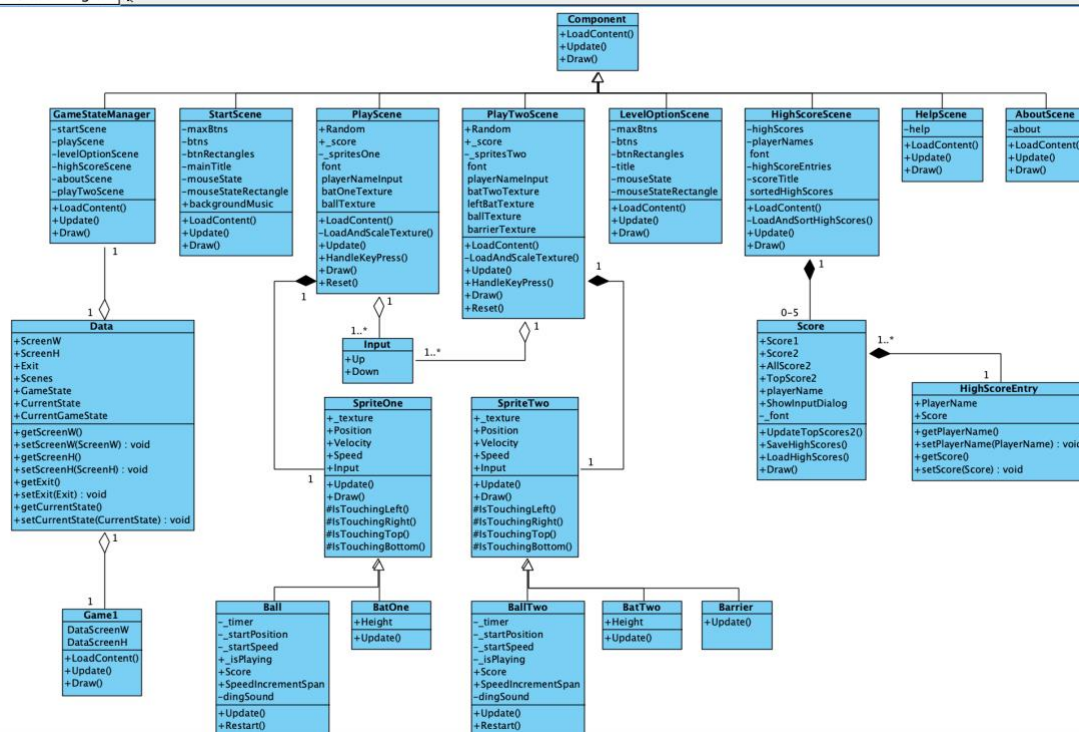 Component
+LoadContent()
+Update()
+Draw()
GameStateManager
-startScene
-playScene
-levelOptionScene
-highScoreScene
-aboutScene
-playTwoScene
+LoadContent()
+Update()
+Draw()
StartScene
-maxBtns
-btns
-btnRectangles
-mainTitle
-mouseState
-mouseStateRectangle
+backgroundMusic
+LoadContent()
+Update()
+Draw()
PlayScene
+Random
+_score
-_spritesOne
font
playerNameInput
batOneTexture
ballTexture
+LoadContent()
-LoadAndScaleTexture()
+Update()
+HandleKeyPress()
+Draw()
+Reset()
PlayTwoScene
+Random
+_score
-_spritesTwo
font
playerNameInput
batTwoTexture
leftBatTexture
ballTexture
barrierTexture
+LoadContent()
-LoadAndScaleTexture()
+Update()
+HandleKeyPress()
+Draw()
+Reset()
LevelOptionScene
-maxBtns
-btns
-btnRectangles
-title
-mouseState
-mouseStateRectangle
+LoadContent()
+Update()
+Draw()
HighScoreScene
-highScores
-playerNames
font
-highScoreEntries
-scoreTitle
sortedHighScores
+LoadContent()
-LoadAndSortHighScores()
+Update()
+Draw()
HelpScene
-help
+LoadContent()
+Update()
+Draw()
AboutScene
-about
+LoadContent()
+Update()
+Draw()
1
1
1
1
1
1
1
1..*
1..*
0-5
Data
+ScreenW
+ScreenH
+Exit
+Scenes
+GameState
+CurrentState
+CurrentGameState
+getScreenW()
+setScreenW(ScreenW) : void
+getScreenH()
+setScreenH(ScreenH) : void
+getExit()
+setExit(Exit) : void
+getCurrentState()
+setCurrentState(CurrentState) : void
Input
+Up
+Down
Score
+Score1
+Score2
+AllScore2
+TopScore2
+playerName
+ShowInputDialog
-_font
+UpdateTopScores2()
+SaveHighScores()
+LoadHighScores()
+Draw()
1..*
1
HighScoreEntry
+PlayerName
+Score
+getPlayerName()
+setPlayerName(PlayerName) : void
+getScore()
+setScore(Score) : void
SpriteOne
+_texture
+Position
+Velocity
+Speed
+Input
+Update()
+Draw()
#IsTouchingLeft()
#IsTouchingRight()
#IsTouchingTop()
#IsTouchingBottom()
SpriteTwo
+_texture
+Position
+Velocity
+Speed
+Input
+Update()
+Draw()
#IsTouchingLeft()
#IsTouchingRight()
#IsTouchingTop()
#IsTouchingBottom()
1
1
1
1
Game1
DataScreenW
DataScreenH
+LoadContent()
+Update()
+Draw()
Ball
-_timer
-_startPosition
-_startSpeed
+_isPlaying
+Score
+SpeedIncrementSpan
-dingSound
+Update()
+Restart()
BatOne
+Height
+Update()
BallTwo
-_timer
-_startPosition
-_startSpeed
-_isPlaying
+Score
+SpeedIncrementSpan
-dingSound
+Update()
+Restart()
BatTwo
+Height
+Update()
Barrier
+Update()